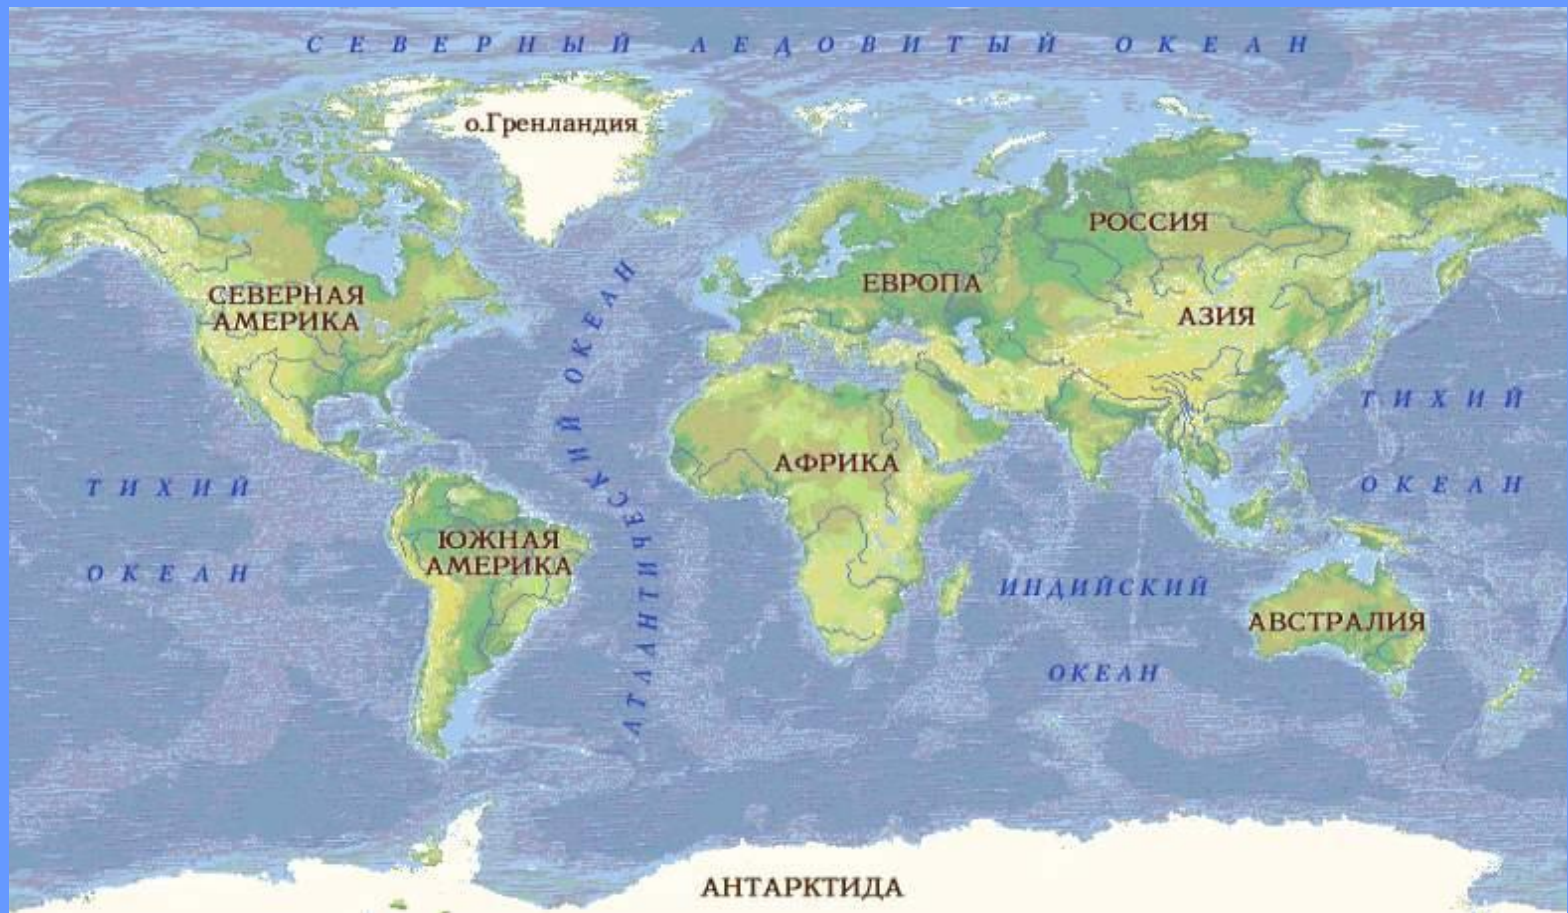 СЕВЕРНЫЙ ЛЕДОВИТЫЙ ОКЕАН
о.Гренландия
РОССИЯ
ЕВРОПА
СЕВЕРНАЯ
АМЕРИКА
АЗИЯ
АТЛАНТИЧЕСКИЙ ОКЕАН
ТИХИЙ
ОКЕАН
АФРИКА
ТИХИЙ
ОКЕАН
ЮЖНАЯ
АМЕРИКА
ИНДИЙСКИЙ
ОКЕАН
АВСТРАЛИЯ
АНТАРКТИДА